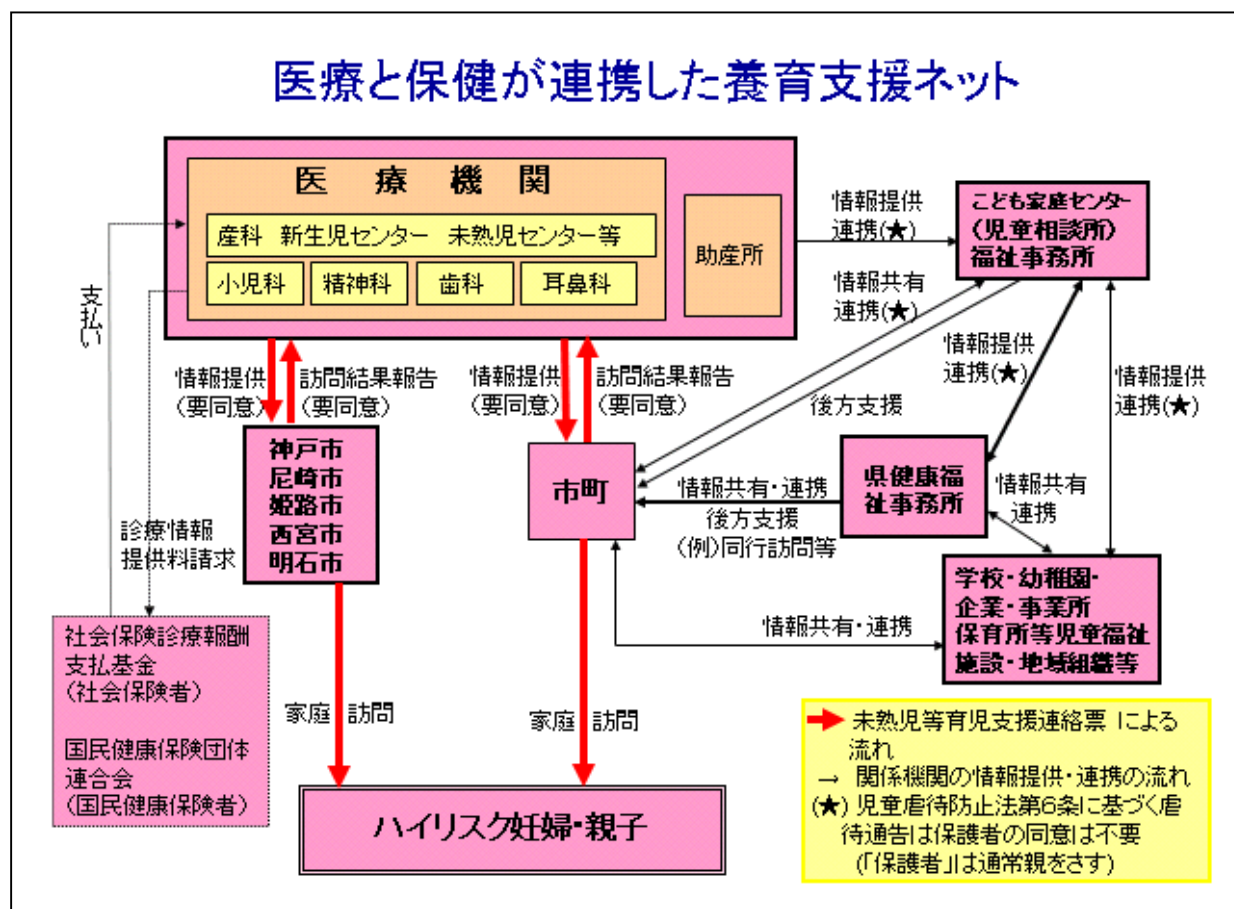 医療と保健が連携した養育支援ネット
医療機関
産科 新生児センター 未熟児センター等
小児科
精神科
歯科
耳鼻科
助産所
情報提供
連携(★)
こども家庭センター
(児童相談所)
福祉事務所
情報共有
連携(★)
支払い
情報提供
(要同意)
訪問結果報告
(要同意)
情報提供
(要同意)
訪問結果報告
(要同意)
情報提供
連携(★)
情報提供
連携(★)
後方支援
神戸市
尼崎市
姫路市
西宮市
明石市
市町
県健康福
祉事務所
情報共有・連携
後方支援
(例)同行訪問等
情報共有
連携
診療情報
提供料請求
学校・幼稚園・
企業・事業所
保育所等児童福祉
施設・地域組織等
情報共有・連携
社会保険診療報酬
支払基金
(社会保険者)
国民健康保険団体
連合会
(国民健康保険者)
家庭訪問
家庭訪問
ハイリスク妊婦・親子
未熟児等育児支援連絡票 による
流れ
→ 関係機関の情報提供・連携の流れ
(★) 児童虐待防止法第6条に基づく虐
待通告は保護者の同意は不要
(「保護者」は通常親をさす)